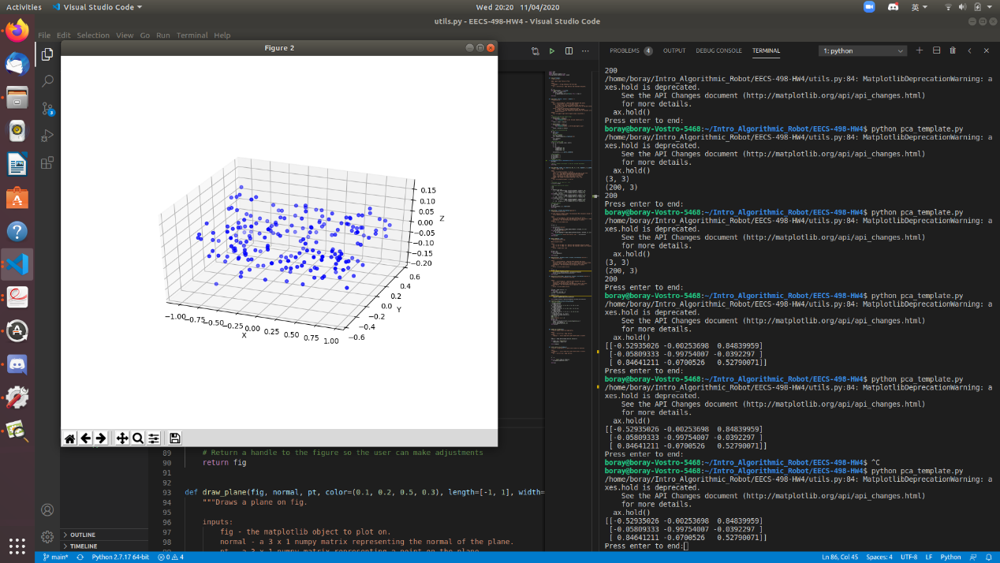 Activities
Visual Studio Code
Wed 20:20 11/04/2020
英
utils.py - EECS-498-HW4 - Visual Studio Code
File Edit Selection View Go Run Terminal Help
Figure 2
0.15
0.10
0.05
0.00
−0.05
−0.10
−0.15
−0.20
Z
0.6
0.4
0.2
0.0
−0.2
−0.4
−0.6
Y
−1.00 −0.75 −0.50 −0.25 0.00 0.25 0.50 0.75 1.00
X
3
89 # Return a handle to the figure so the user can make adjustments
90 return fig
91
92
93 def draw_plane(fig, normal, pt, color=(0.1, 0.2, 0.5, 0.3), length=[-1, 1], width=
94 """Draws a plane on fig.
95
96 inputs:
97 fig - the matplotlib object to plot on.
98 normal - a 3 x 1 numpy matrix representing the normal of the plane.
OUTLINE
TIMELINE
PROBLEMS 4 OUTPUT DEBUG CONSOLE TERMINAL 1: python
200
/home/boray/Intro_Algorithmic_Robot/EECS-498-HW4/utils.py:84: MatplotlibDeprecationWarning: a
xes.hold is deprecated.
See the API Changes document (http://matplotlib.org/api/api_changes.html)
for more details.
ax.hold()
Press enter to end:
boray@boray-Vostro-5468:~/Intro_Algorithmic_Robot/EECS-498-HW4$ python pca_template.py
/home/boray/Intro_Algorithmic_Robot/EECS-498-HW4/utils.py:84: MatplotlibDeprecationWarning: a
xes.hold is deprecated.
See the API Changes document (http://matplotlib.org/api/api_changes.html)
for more details.
ax.hold()
(3, 3)
(200, 3)
200
Press enter to end:
boray@boray-Vostro-5468:~/Intro_Algorithmic_Robot/EECS-498-HW4$ python pca_template.py
/home/boray/Intro_Algorithmic_Robot/EECS-498-HW4/utils.py:84: MatplotlibDeprecationWarning: a
xes.hold is deprecated.
See the API Changes document (http://matplotlib.org/api/api_changes.html)
for more details.
ax.hold()
(3, 3)
(200, 3)
200
Press enter to end:
boray@boray-Vostro-5468:~/Intro_Algorithmic_Robot/EECS-498-HW4$ python pca_template.py
/home/boray/Intro_Algorithmic_Robot/EECS-498-HW4/utils.py:84: MatplotlibDeprecationWarning: a
xes.hold is deprecated.
See the API Changes document (http://matplotlib.org/api/api_changes.html)
for more details.
ax.hold()
[[-0.52935026 -0.00253698 0.84839959]
[-0.05809333 -0.99754007 -0.0392297 ]
[ 0.84641211 -0.0700526 0.52790071]]
Press enter to end:
boray@boray-Vostro-5468:~/Intro_Algorithmic_Robot/EECS-498-HW4$ python pca_template.py
/home/boray/Intro_Algorithmic_Robot/EECS-498-HW4/utils.py:84: MatplotlibDeprecationWarning: a
xes.hold is deprecated.
See the API Changes document (http://matplotlib.org/api/api_changes.html)
for more details.
ax.hold()
[[-0.52935026 -0.00253698 0.84839959]
[-0.05809333 -0.99754007 -0.0392297 ]
[ 0.84641211 -0.0700526 0.52790071]]
Press enter to end:
boray@boray-Vostro-5468:~/Intro_Algorithmic_Robot/EECS-498-HW4$ ^C
boray@boray-Vostro-5468:~/Intro_Algorithmic_Robot/EECS-498-HW4$ python pca_template.py
/home/boray/Intro_Algorithmic_Robot/EECS-498-HW4/utils.py:84: MatplotlibDeprecationWarning: a
xes.hold is deprecated.
See the API Changes document (http://matplotlib.org/api/api_changes.html)
for more details.
ax.hold()
[[-0.52935026 -0.00253698 0.84839959]
[-0.05809333 -0.99754007 -0.0392297 ]
[ 0.84641211 -0.0700526 0.52790071]]
Press enter to end:
main* Python 2.7.17 64-bit 0 4 Ln 86, Col 45 Spaces: 4 UTF-8 LF Python